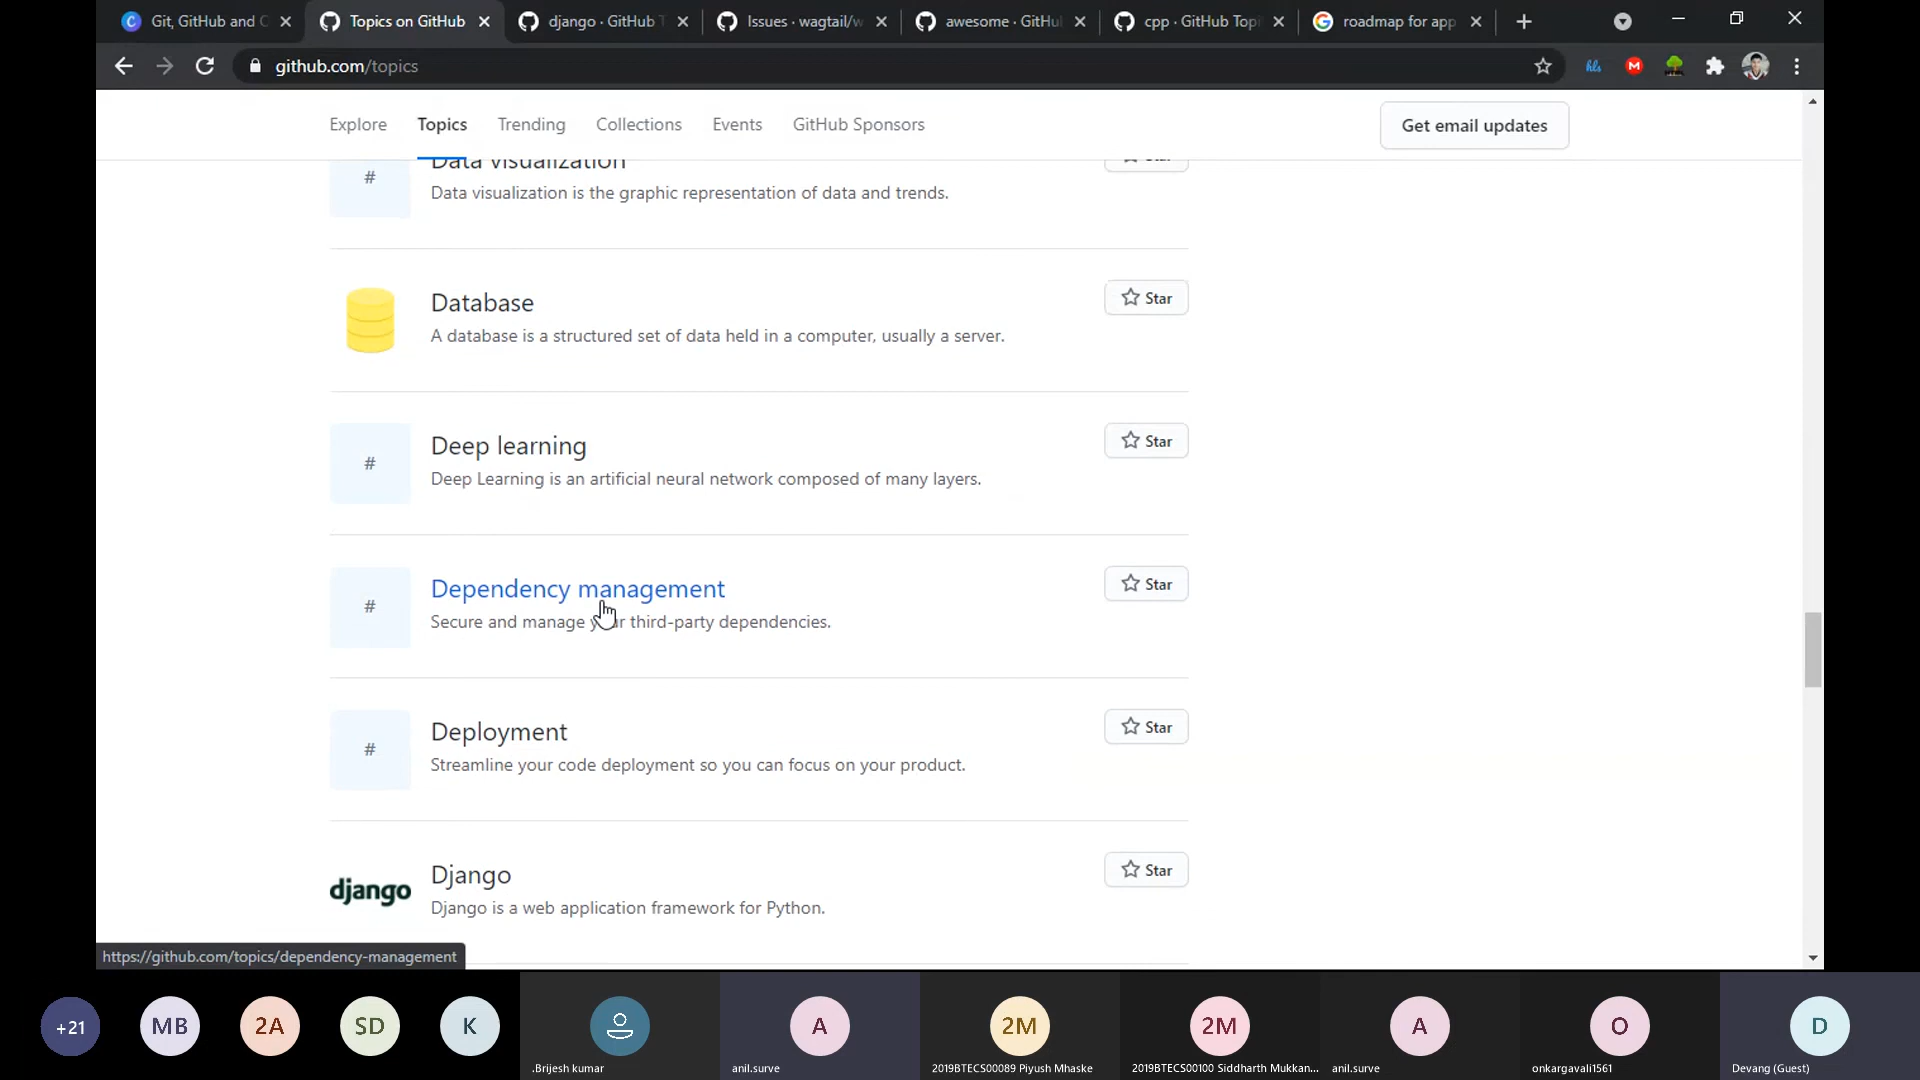 Git, GitHub and C
Topics on GitHub
django · GitHub T
Issues · wagtail/w
awesome · GitHu
cpp · GitHub Topi
roadmap for app
github.com/topics
Explore
Topics
Trending
Collections
Events
GitHub Sponsors
Get email updates
#
Data visualization
Star
Data visualization is the graphic representation of data and trends.
Database
Star
A database is a structured set of data held in a computer, usually a server.
#
Deep learning
Star
Deep Learning is an artificial neural network composed of many layers.
#
Dependency management
Star
Secure and manage your third-party dependencies.
#
Deployment
Star
Streamline your code deployment so you can focus on your product.
django
Django
Star
Django is a web application framework for Python.
https://github.com/topics/dependency-management
+21
MB
2A
SD
K
.Brijesh kumar
A
anil.surve
2M
2019BTECS00089 Piyush Mhaske
2M
2019BTECS00100 Siddharth Mukkan...
A
anil.surve
O
onkargavali1561
D
Devang (Guest)